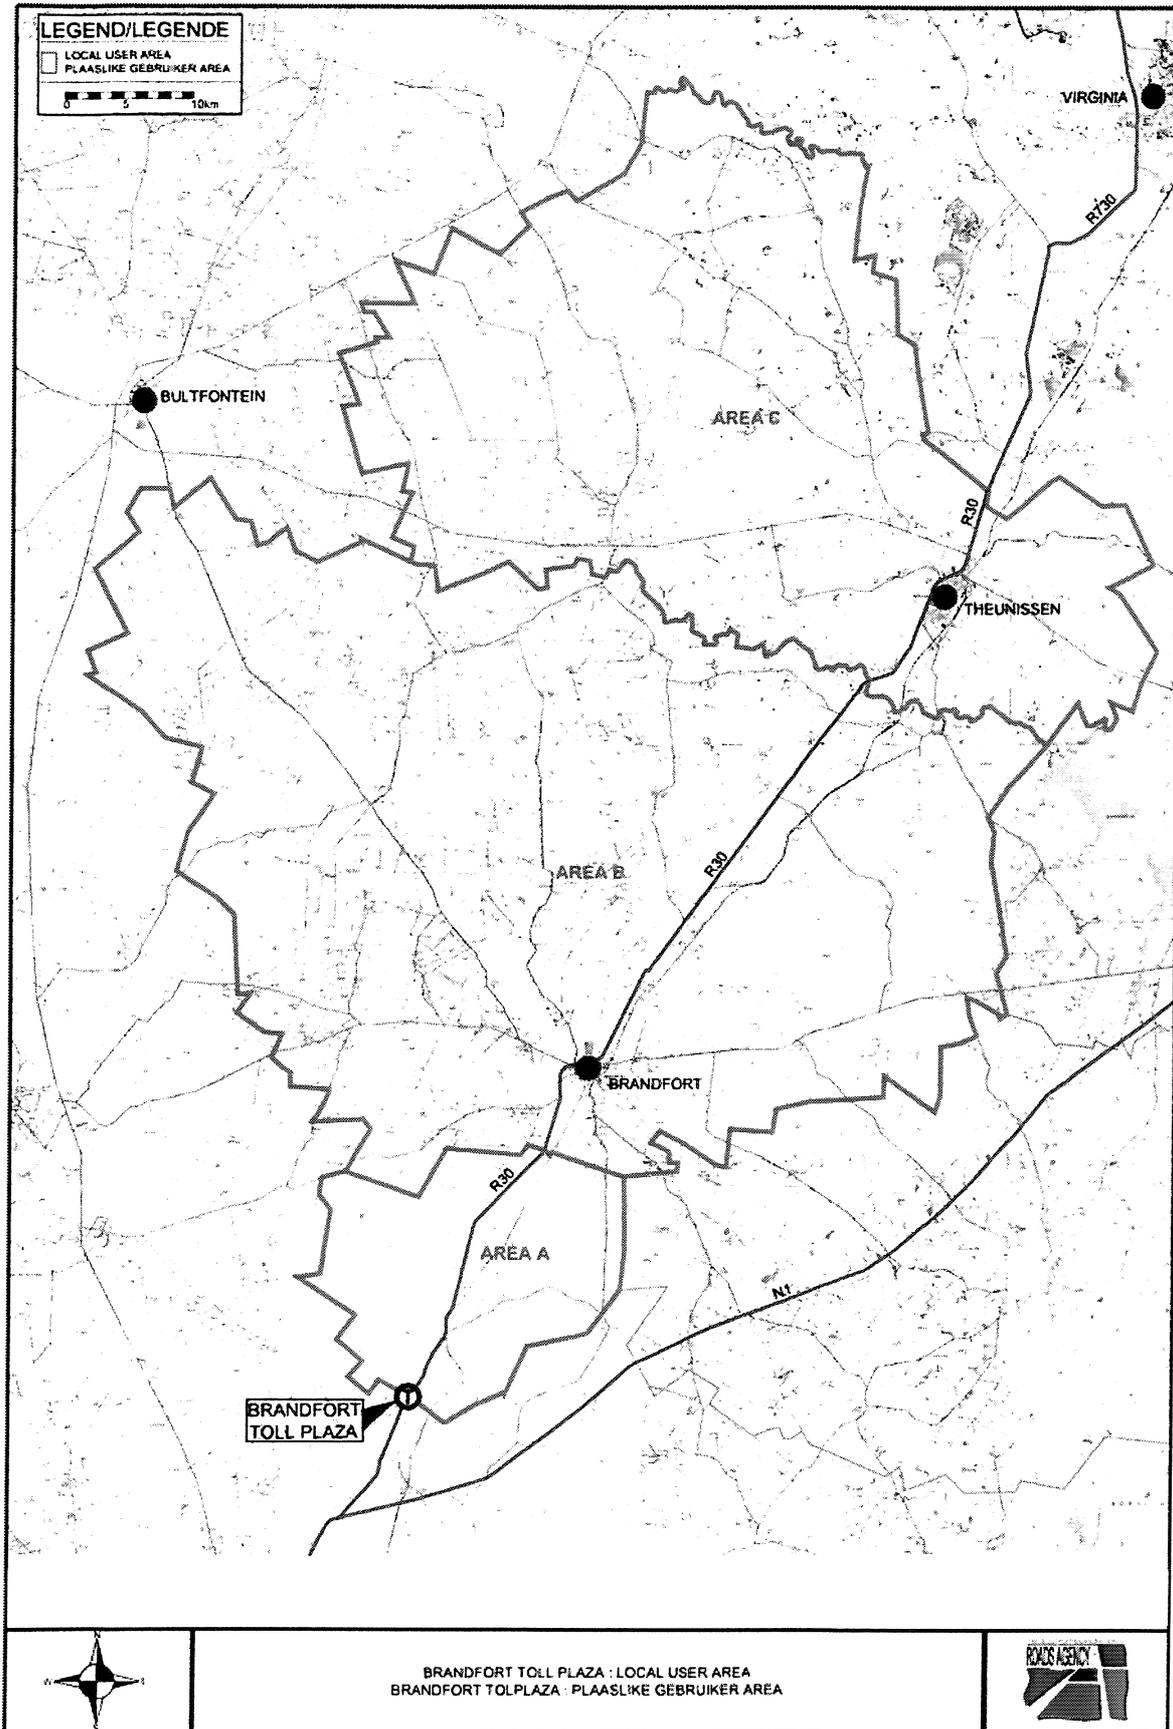 LEGEND/LEGENDE
LOCAL USER AREA
PLAASLIKE GEBRUIKER AREA
0 5 10km
VIRGINIA
R730
BULTFONTEIN
AREA C
R30
THEUNISSEN
R30
AREA B
BRANDFORT
R30
AREA A
N1
T
BRANDFORT
TOLL PLAZA
N
W E
S
BRANDFORT TOLL PLAZA : LOCAL USER AREA
BRANDFORT TOLPLAZA : PLAASLIKE GEBRUIKER AREA
ROADS AGENCY